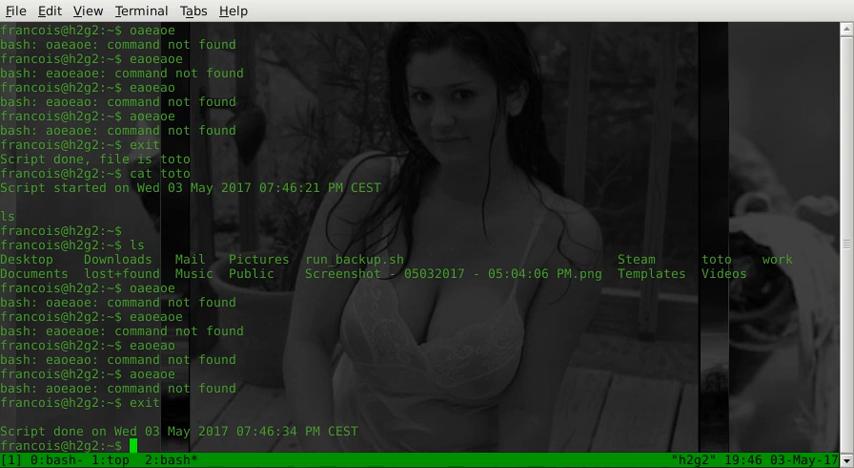 File Edit View Terminal Tabs Help
francois@h2g2:~$ oaeaoe
bash: oaeaoe: command not found
francois@h2g2:~$ eaoeaoe
bash: eaoeaoe: command not found
francois@h2g2:~$ eaoeao
bash: eaoeao: command not found
francois@h2g2:~$ aoeaoe
bash: aoeaoe: command not found
francois@h2g2:~$ exit
Script done, file is toto
francois@h2g2:~$ cat toto
Script started on Wed 03 May 2017 07:46:21 PM CEST
ls
francois@h2g2:~$
francois@h2g2:~$ ls
Desktop Downloads Mail Pictures run_backup.sh Steam toto work
Documents lost+found Music Public Screenshot - 05032017 - 05:04:06 PM.png Templates Videos
francois@h2g2:~$ oaeaoe
bash: oaeaoe: command not found
francois@h2g2:~$ eaoeaoe
bash: eaoeaoe: command not found
francois@h2g2:~$ eaoeao
bash: eaoeao: command not found
francois@h2g2:~$ aoeaoe
bash: aoeaoe: command not found
francois@h2g2:~$ exit
Script done on Wed 03 May 2017 07:46:34 PM CEST
francois@h2g2:~$
[1] 0:bash- 1:top 2:bash* "h2g2" 19:46 03-May-17